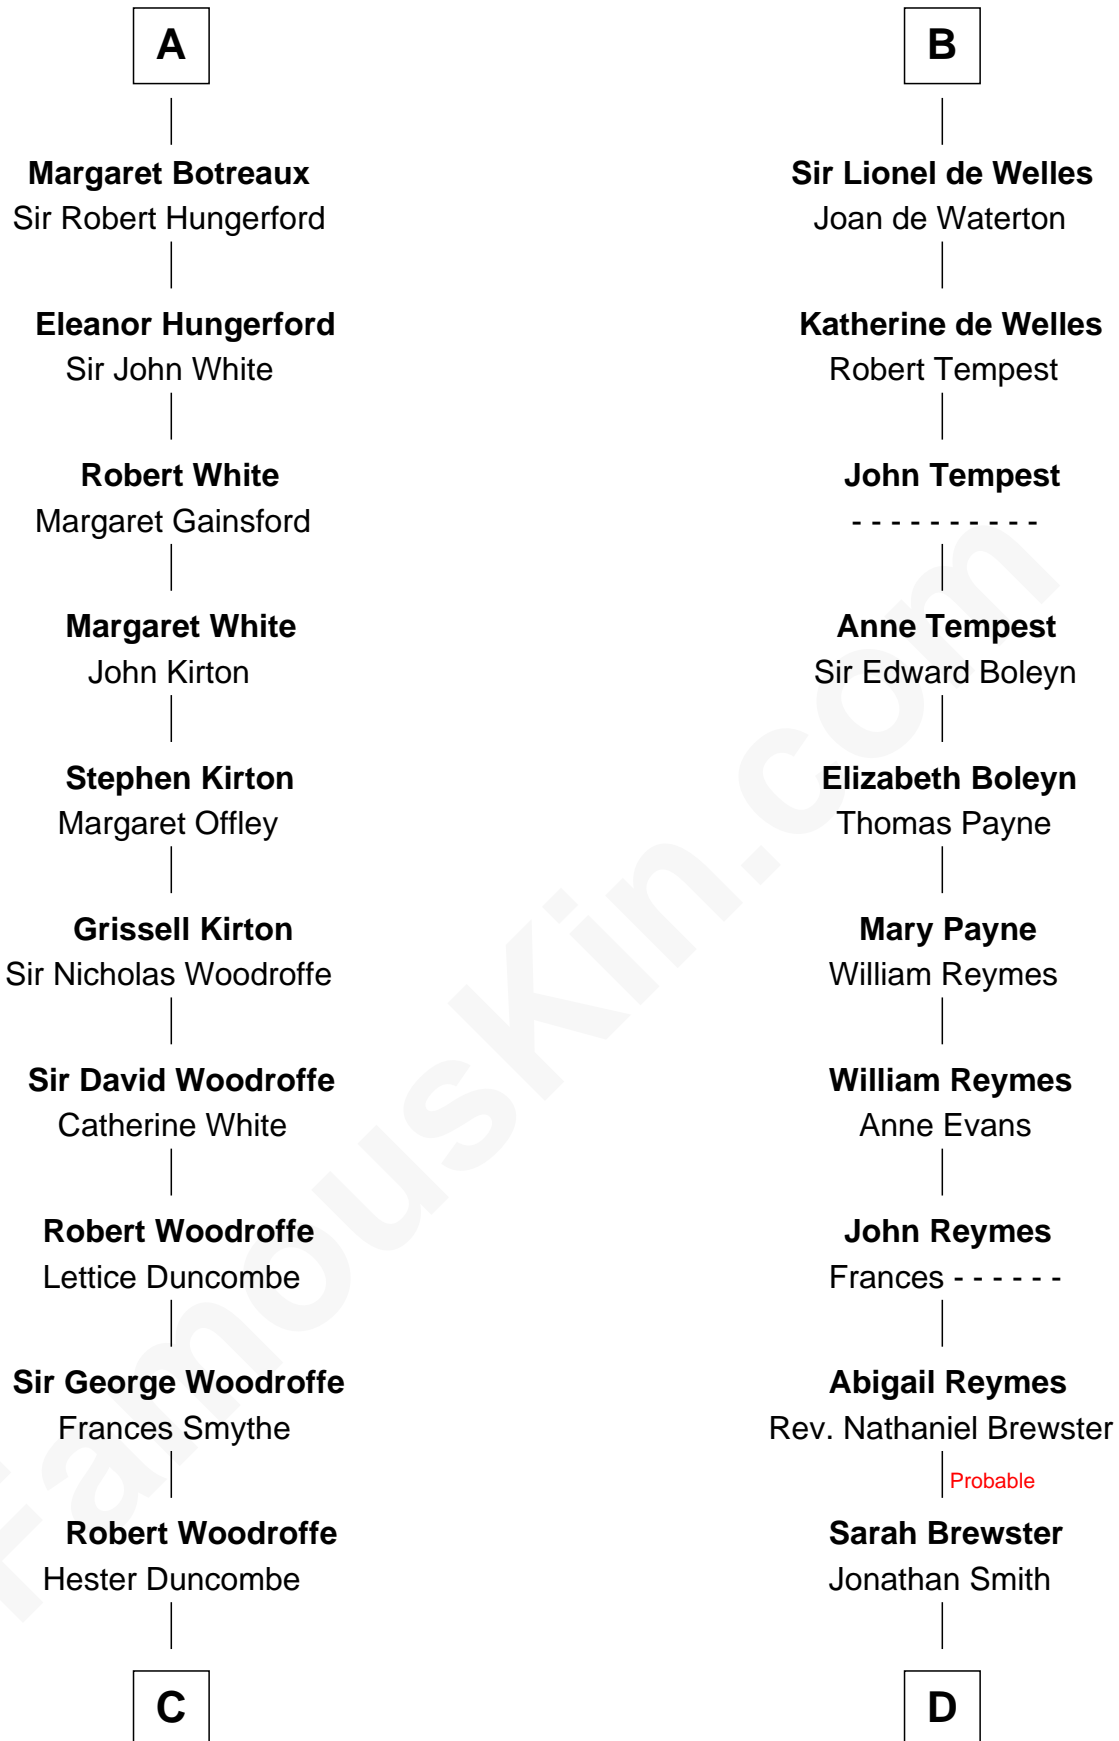 A
Margaret Botreaux
Sir Robert Hungerford
Eleanor Hungerford
Sir John White
Robert White
Margaret Gainsford
Margaret White
John Kirton
Stephen Kirton
Margaret Offley
Grissell Kirton
Sir Nicholas Woodroffe
Sir David Woodroffe
Catherine White
Robert Woodroffe
Lettice Duncombe
Sir George Woodroffe
Frances Smythe
Robert Woodroffe
Hester Duncombe
C
B
Sir Lionel de Welles
Joan de Waterton
Katherine de Welles
Robert Tempest
John Tempest
- - - - - - - - - -
Anne Tempest
Sir Edward Boleyn
Elizabeth Boleyn
Thomas Payne
Mary Payne
William Reymes
William Reymes
Anne Evans
John Reymes
Frances - - - - - -
Abigail Reymes
Rev. Nathaniel Brewster
Probable
Sarah Brewster
Jonathan Smith
D
FamousKin.com